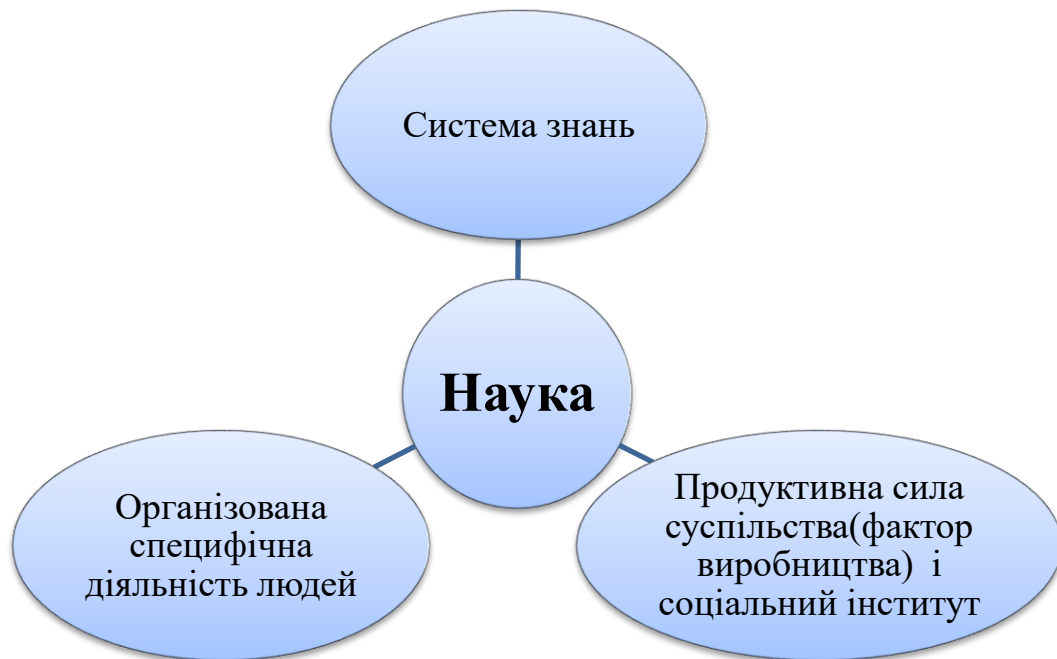 Система знань
Наука
Організована
специфічна
діяльність людей
Продуктивна сила
суспільства(фактор
виробництва)  і
соціальний інститут